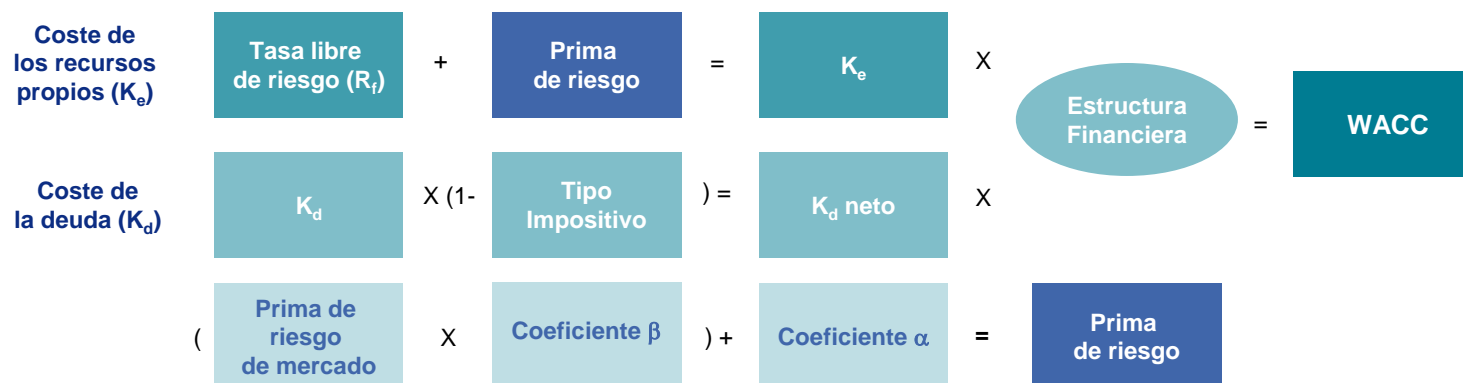 Coste de
los recursos
propios (Ke)
Tasa libre
de riesgo (Rf)
+
Prima
de riesgo
=
Ke
X
Estructura
Financiera
=
WACC
Coste de
la deuda (Kd)
Kd
X (1-
Tipo
Impositivo
) =
Kd neto
X
(
Prima de
riesgo
de mercado
X
Coeficiente β
) +
Coeficiente α
=
Prima
de riesgo